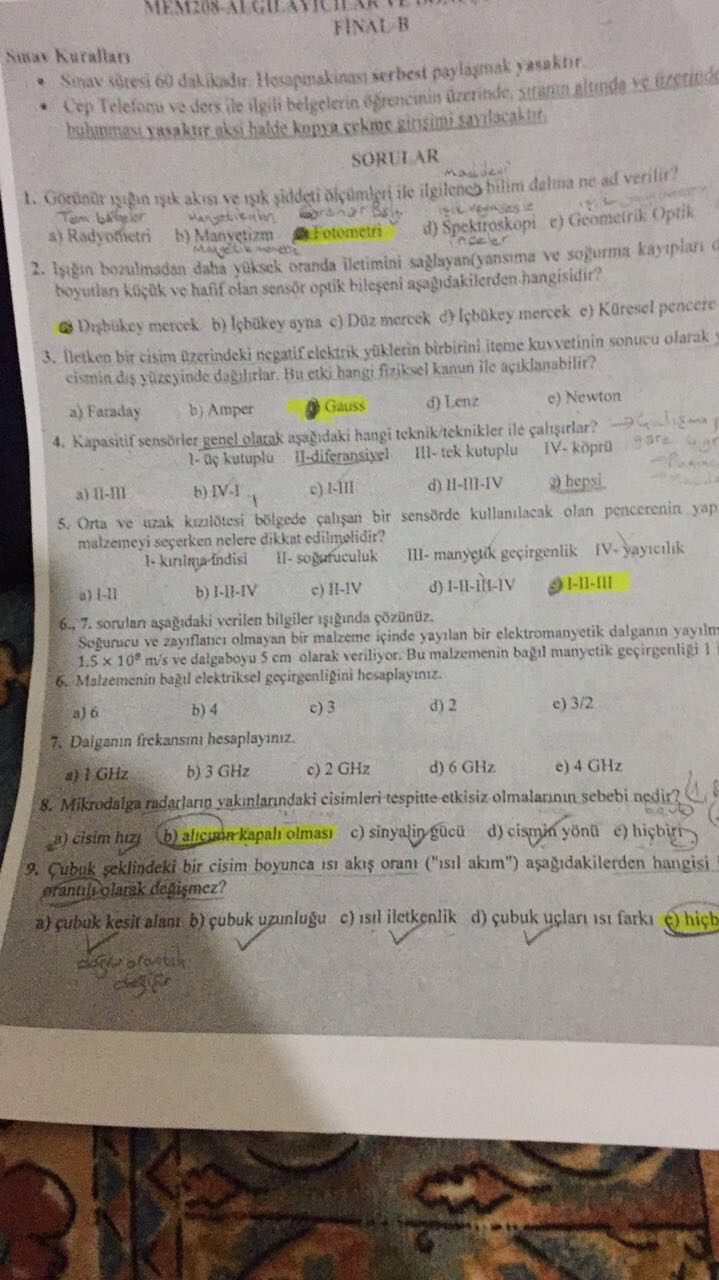 MEM208-ALGILAYICILAR VE
FİNAL-B
Sınav Kuralları
• Sınav süresi 60 dakikadır. Hesapmakinası serbest paylaşmak yasaktır.
• Cep Telefonu ve ders ile ilgili belgelerin öğrencinin üzerinde, sıranın altında ve üzerinde
bulunması yasaktır aksi halde kopya çekme girişimi sayılacaktır.
SORULAR
1. Görünür ışığın ışık akısı ve ışık şiddeti ölçümleri ile ilgilenen bilim dalına ne ad verilir?
a) Radyometri b) Manyetizm Fotometri d) Spektroskopi e) Geometrik Optik
inceler
2. Işığın bozulmadan daha yüksek oranda iletimini sağlayan(yansıma ve soğurma kayıpları
boyutları küçük ve hafif olan sensör optik bileşeni aşağıdakilerden hangisidir?
Dışbükey mercek b) İçbükey ayna c) Düz mercek d) İçbükey mercek e) Küresel pencere
3. İletken bir cisim üzerindeki negatif elektrik yüklerin birbirini iteme kuvvetinin sonucu olarak
cismin dış yüzeyinde dağılırlar. Bu etki hangi fiziksel kanun ile açıklanabilir?
a) Faraday b) Amper Gauss d) Lenz e) Newton
4. Kapasitif sensörler genel olarak aşağıdaki hangi teknik/teknikler ile çalışırlar?
I- üç kutuplu II-diferansiyel III- tek kutuplu IV- köprü
a) II-III b) IV-I c) I-III d) II-III-IV e) hepsi
5. Orta ve uzak kızılötesi bölgede çalışan bir sensörde kullanılacak olan pencerenin yap
malzemeyi seçerken nelere dikkat edilmelidir?
I- kırılma indisi II- soğuruculuk III- manyetik geçirgenlik IV- yayıcılık
a) I-II b) I-II-IV c) II-IV d) I-II-III-IV I-II-III
6., 7. soruları aşağıdaki verilen bilgiler ışığında çözünüz.
Soğurucu ve zayıflatıcı olmayan bir malzeme içinde yayılan bir elektromanyetik dalganın yayılm
1.5 × 10⁸ m/s ve dalgaboyu 5 cm olarak veriliyor. Bu malzemenin bağıl manyetik geçirgenliği 1
6. Malzemenin bağıl elektriksel geçirgenliğini hesaplayınız.
a) 6 b) 4 c) 3 d) 2 e) 3/2
7. Dalganın frekansını hesaplayınız.
a) 1 GHz b) 3 GHz c) 2 GHz d) 6 GHz e) 4 GHz
8. Mikrodalga radarların yakınlarındaki cisimleri tespitte etkisiz olmalarının sebebi nedir?
a) cisim hızı b) alıcının kapalı olması c) sinyalin gücü d) cismin yönü e) hiçbiri
9. Çubuk şeklindeki bir cisim boyunca ısı akış oranı ("ısıl akım") aşağıdakilerden hangisi
orantılı olarak değişmez?
a) çubuk kesit alanı b) çubuk uzunluğu c) ısıl iletkenlik d) çubuk uçları ısı farkı e) hiçb
doğru orantılı
değişir